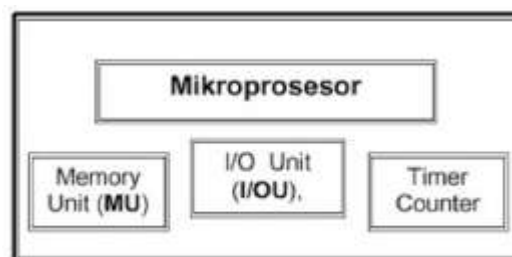 Mikroprosesor
Memory
Unit (MU)
I/O Unit
(I/OU),
Timer
Counter